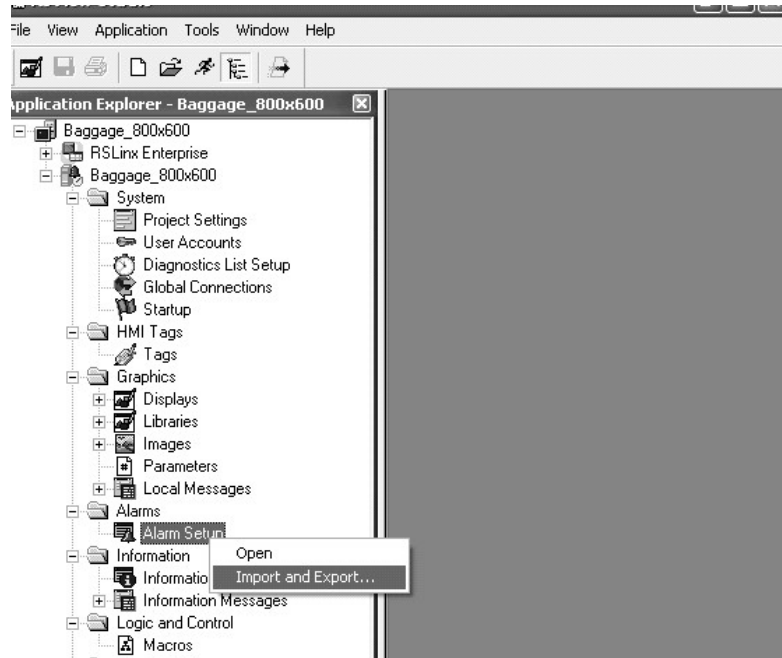 File View Application Tools Window Help
Application Explorer - Baggage_800x600
Baggage_800x600
RSLinx Enterprise
Baggage_800x600
System
Project Settings
User Accounts
Diagnostics List Setup
Global Connections
Startup
HMI Tags
Tags
Graphics
Displays
Libraries
Images
Parameters
Local Messages
Alarms
Alarm Setup
Open
Information
Import and Export...
Informatio
Information Messages
Logic and Control
Macros